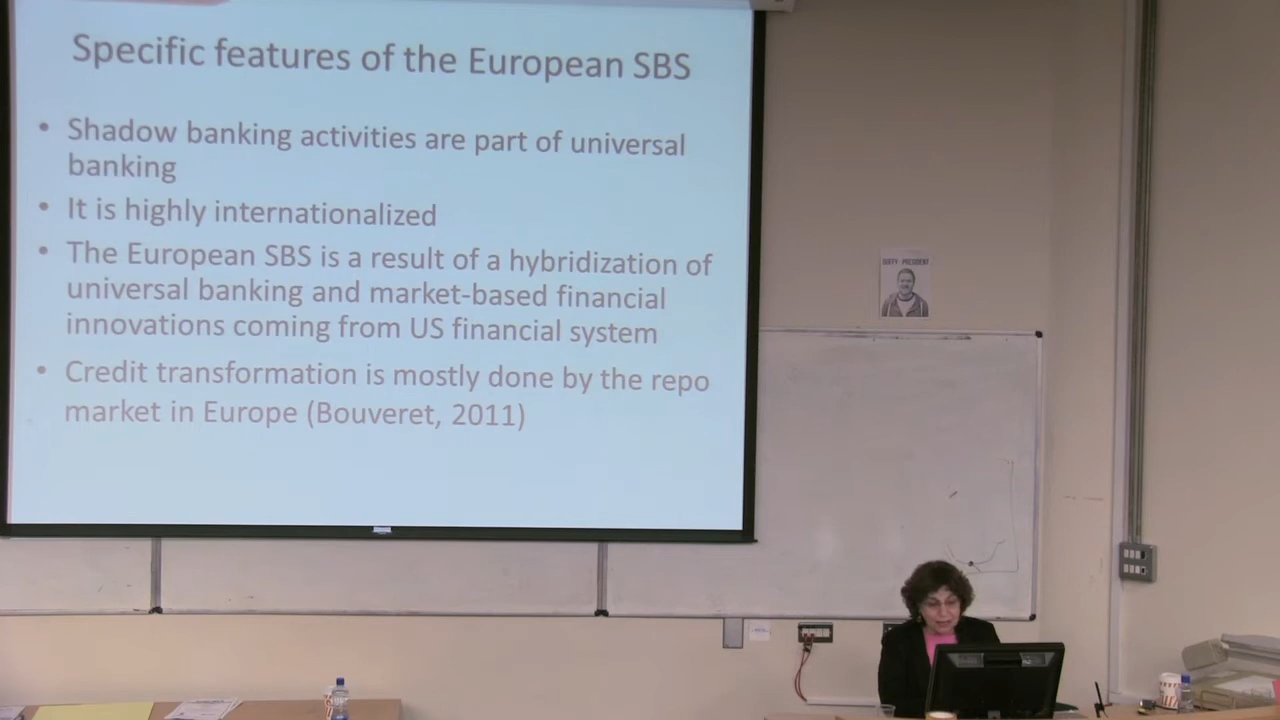 Specific features of the European SBS
• Shadow banking activities are part of universal
banking
• It is highly internationalized
• The European SBS is a result of a hybridization of
universal banking and market-based financial
innovations coming from US financial system
• Credit transformation is mostly done by the repo
market in Europe (Bouveret, 2011)
PRESIDENT